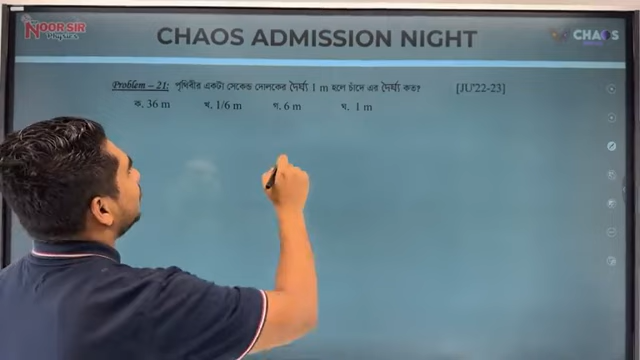 NOOR SIR
Physics
CHAOS ADMISSION NIGHT
CHAOS
Problem – 21: পৃথিবীর একটা সেকেন্ড দোলকের দৈর্ঘ্য 1 m হলে চাঁদে এর দৈর্ঘ্য কত? [JU'22-23]
ক. 36 m খ. 1/6 m গ. 6 m ঘ. 1 m